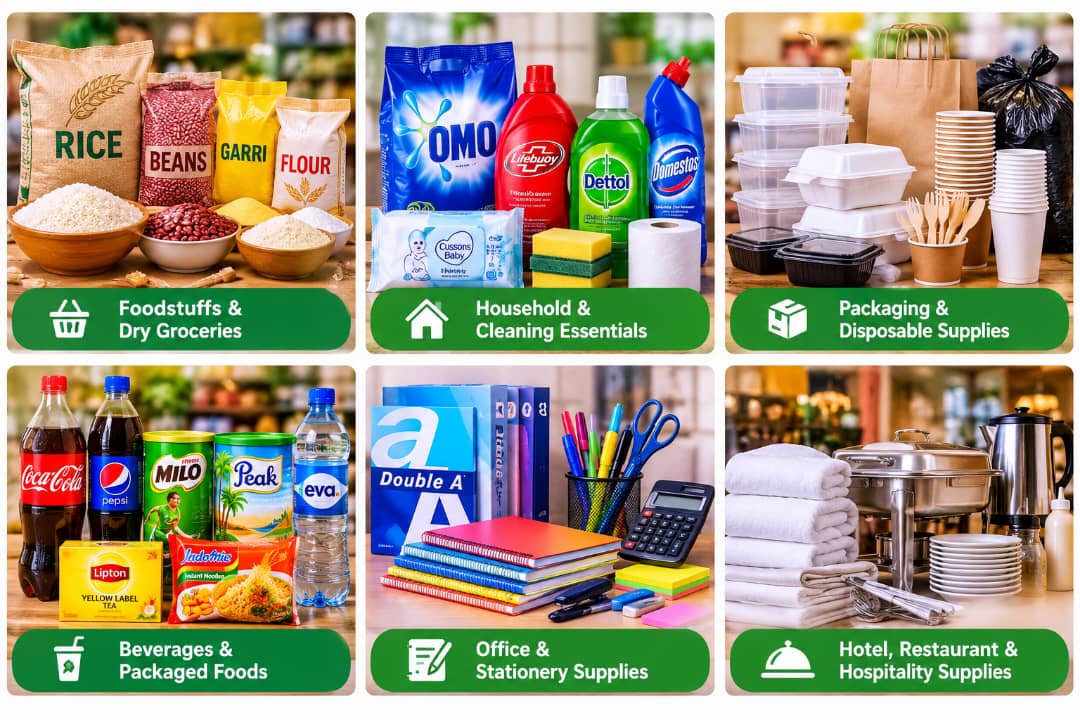 RICE
BEANS
GARRI
FLOUR
Foodstuffs &
Dry Groceries
OMO
Lifebuoy
Dettol
Domestos
Cussons
Baby
Household &
Cleaning Essentials
Packaging &
Disposable Supplies
Coca-Cola
pepsi
MILO
Peak
eva.
Lipton
YELLOW LABEL
TEA
Indomie
Instant Noodles
Beverages &
Packaged Foods
a
Double A
A
Office &
Stationery Supplies
Hotel, Restaurant &
Hospitality Supplies